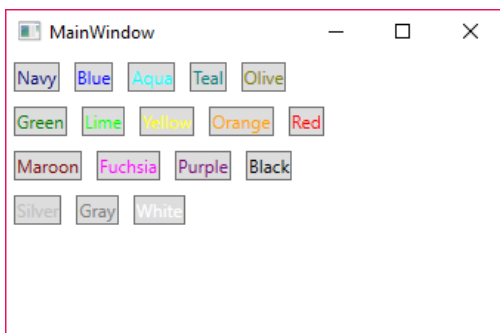 MainWindow
Navy Blue Aqua Teal Olive
Green Lime Yellow Orange Red
Maroon Fuchsia Purple Black
Silver Gray White